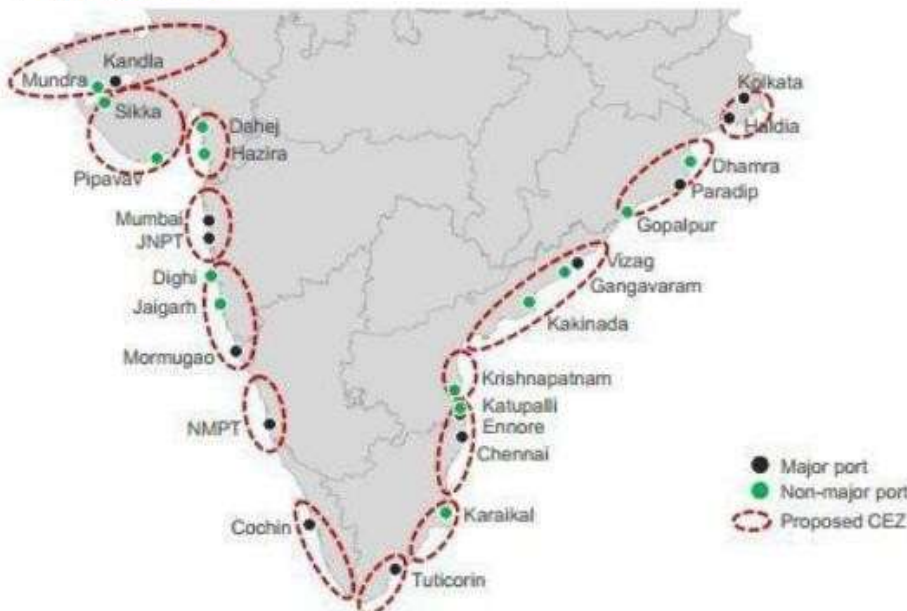 Kandla
Mundra
Sikka
Dahej
Hazira
Pipavav
Mumbai
JNPT
Dighi
Jaigarh
Mormugao
NMPT
Cochin
Tuticorin
Karaikal
Chennai
Ennore
Katupalli
Krishnapatnam
Kakinada
Gangavaram
Vizag
Gopalpur
Paradip
Dhamra
Haldia
Kolkata
Major port
Non-major port
Proposed CEZ